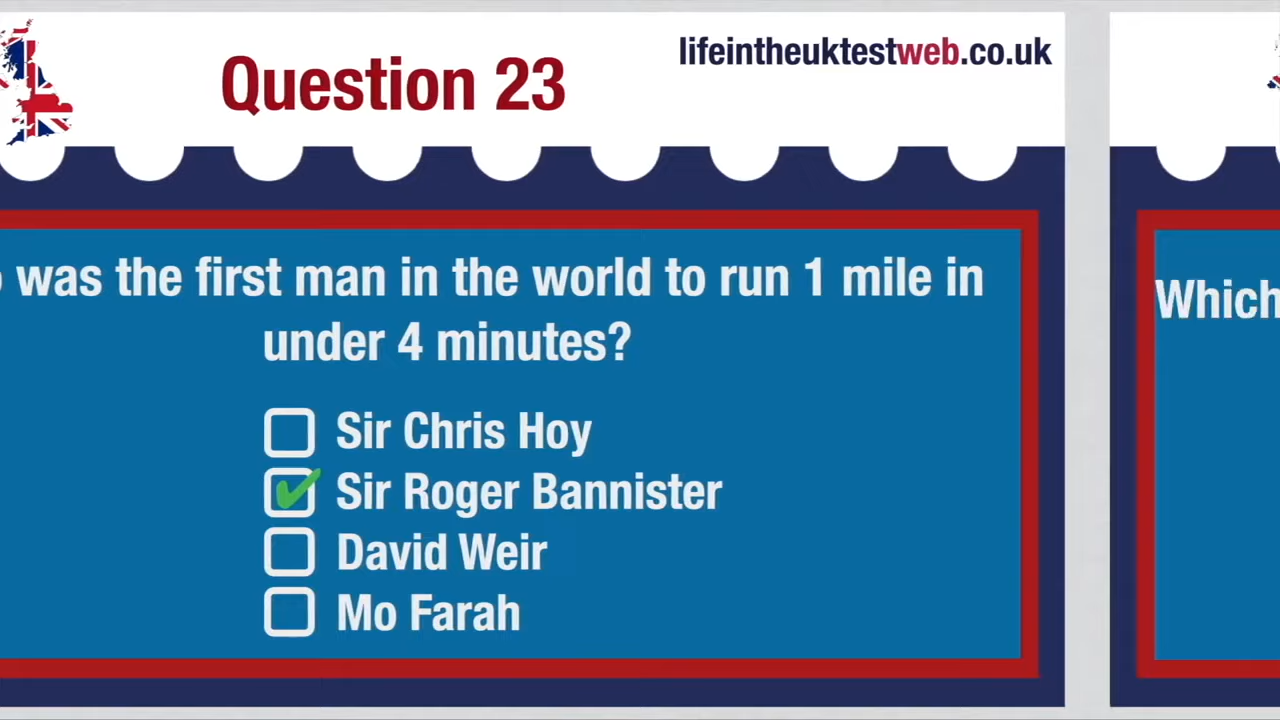 Question 23
lifeintheuktestweb.co.uk
was the first man in the world to run 1 mile in
under 4 minutes?
Sir Chris Hoy
Sir Roger Bannister
David Weir
Mo Farah
Which